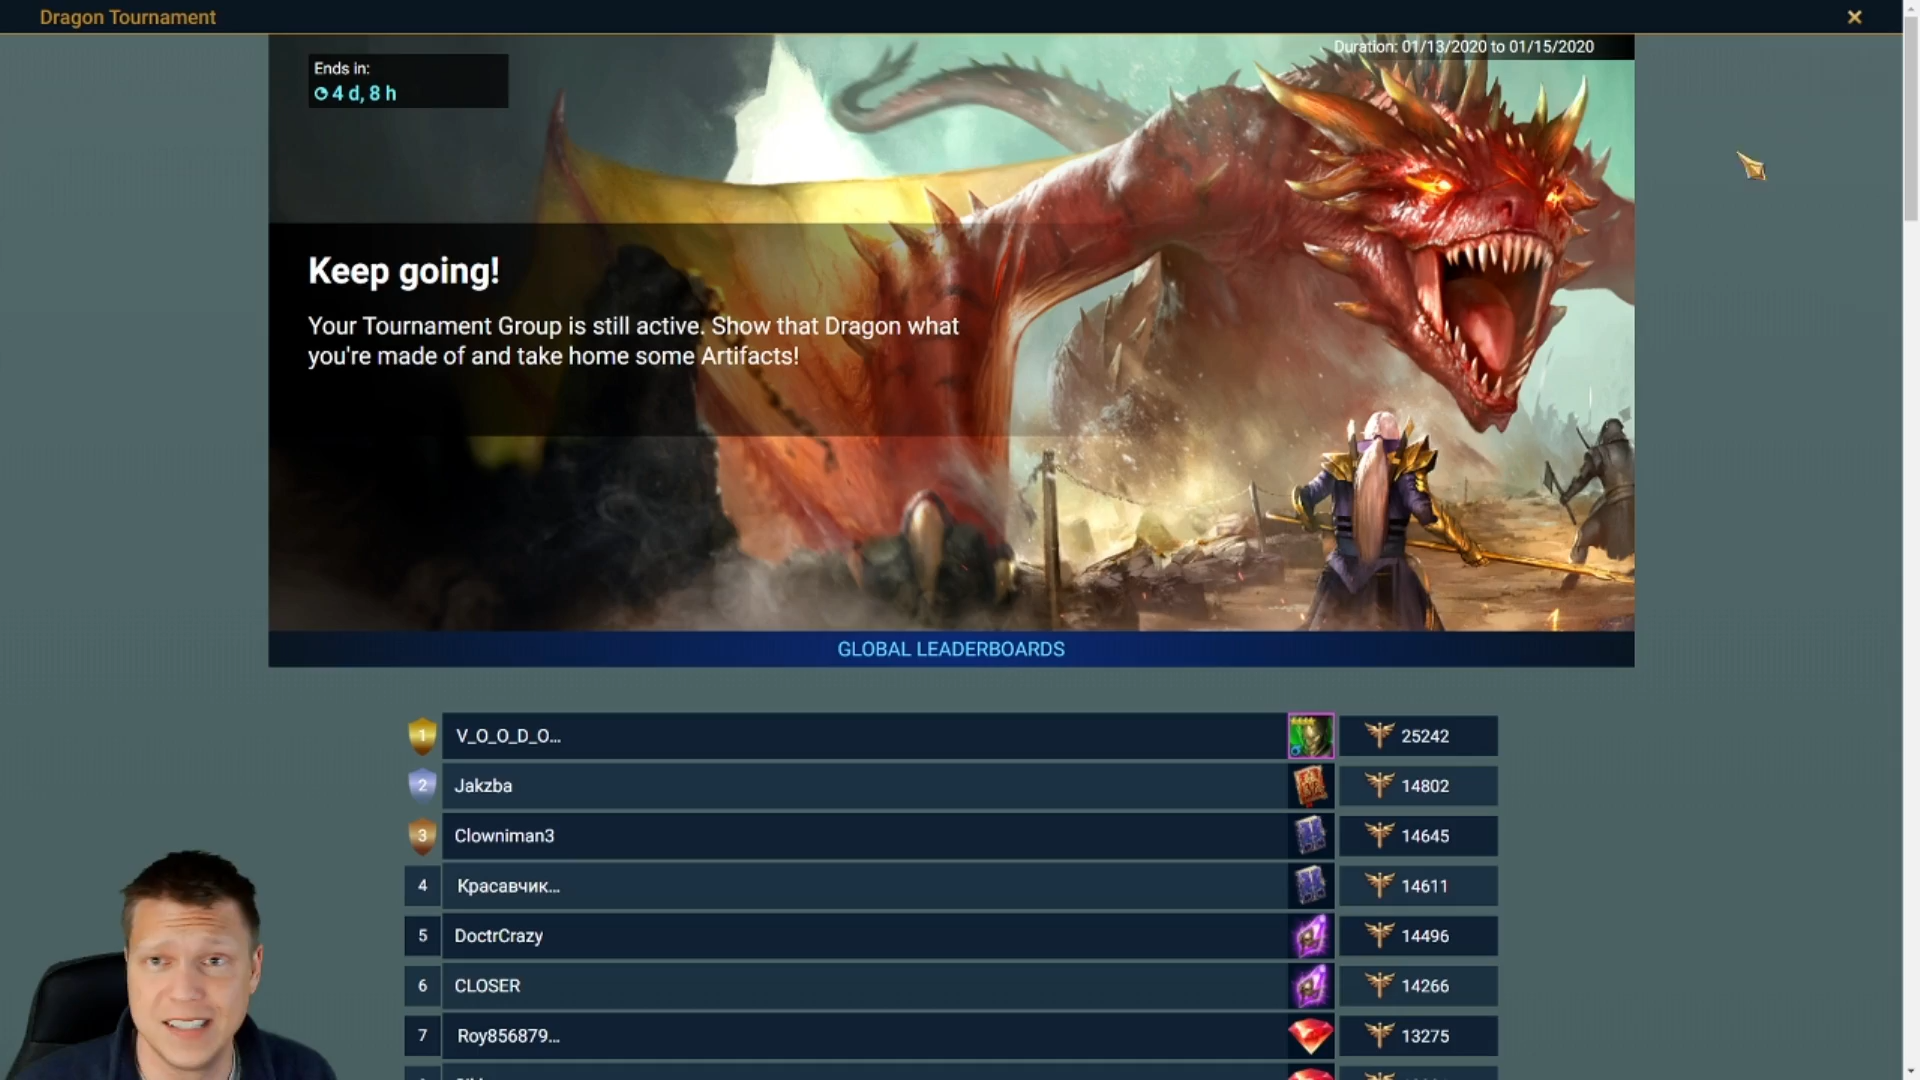 Dragon Tournament
Duration: 01/13/2020 to 01/15/2020
Ends in:
4 d, 8 h
Keep going!
Your Tournament Group is still active. Show that Dragon what
you're made of and take home some Artifacts!
GLOBAL LEADERBOARDS
1 V_O_O_D_O... 25242
2 Jakzba 14802
3 Clowniman3 14645
4 Красавчик... 14611
5 DoctrCrazy 14496
6 CLOSER 14266
7 Roy856879... 13275